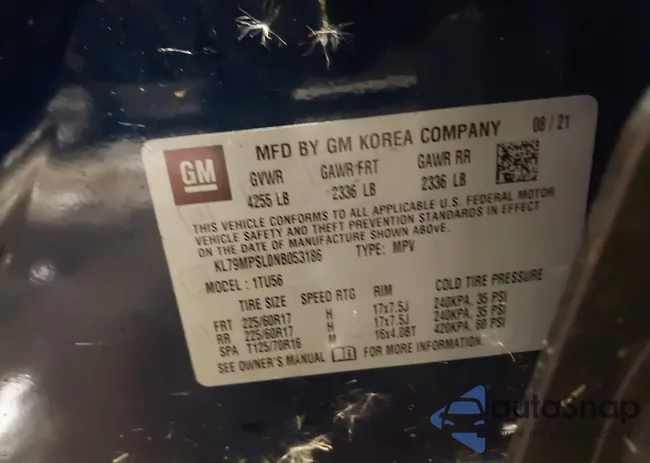 GM
MFD BY GM KOREA COMPANY 08 / 21
GVWR GAWR FRT GAWR RR
4255 LB 2336 LB 2336 LB
THIS VEHICLE CONFORMS TO ALL APPLICABLE U.S. FEDERAL MOTOR
VEHICLE SAFETY AND THEFT PREVENTION STANDARDS IN EFFECT
ON THE DATE OF MANUFACTURE SHOWN ABOVE.
KL79MPSL0NB053186 TYPE: MPV
MODEL : 1TU56
TIRE SIZE SPEED RTG RIM COLD TIRE PRESSURE
FRT 225/60R17 H 17x7.5J 240KPA, 35 PSI
RR 225/60R17 H 17x7.5J 240KPA, 35 PSI
SPA T125/70R16 M 16x4.0BT 420KPA, 60 PSI
SEE OWNER'S MANUAL FOR MORE INFORMATION.
autosnap